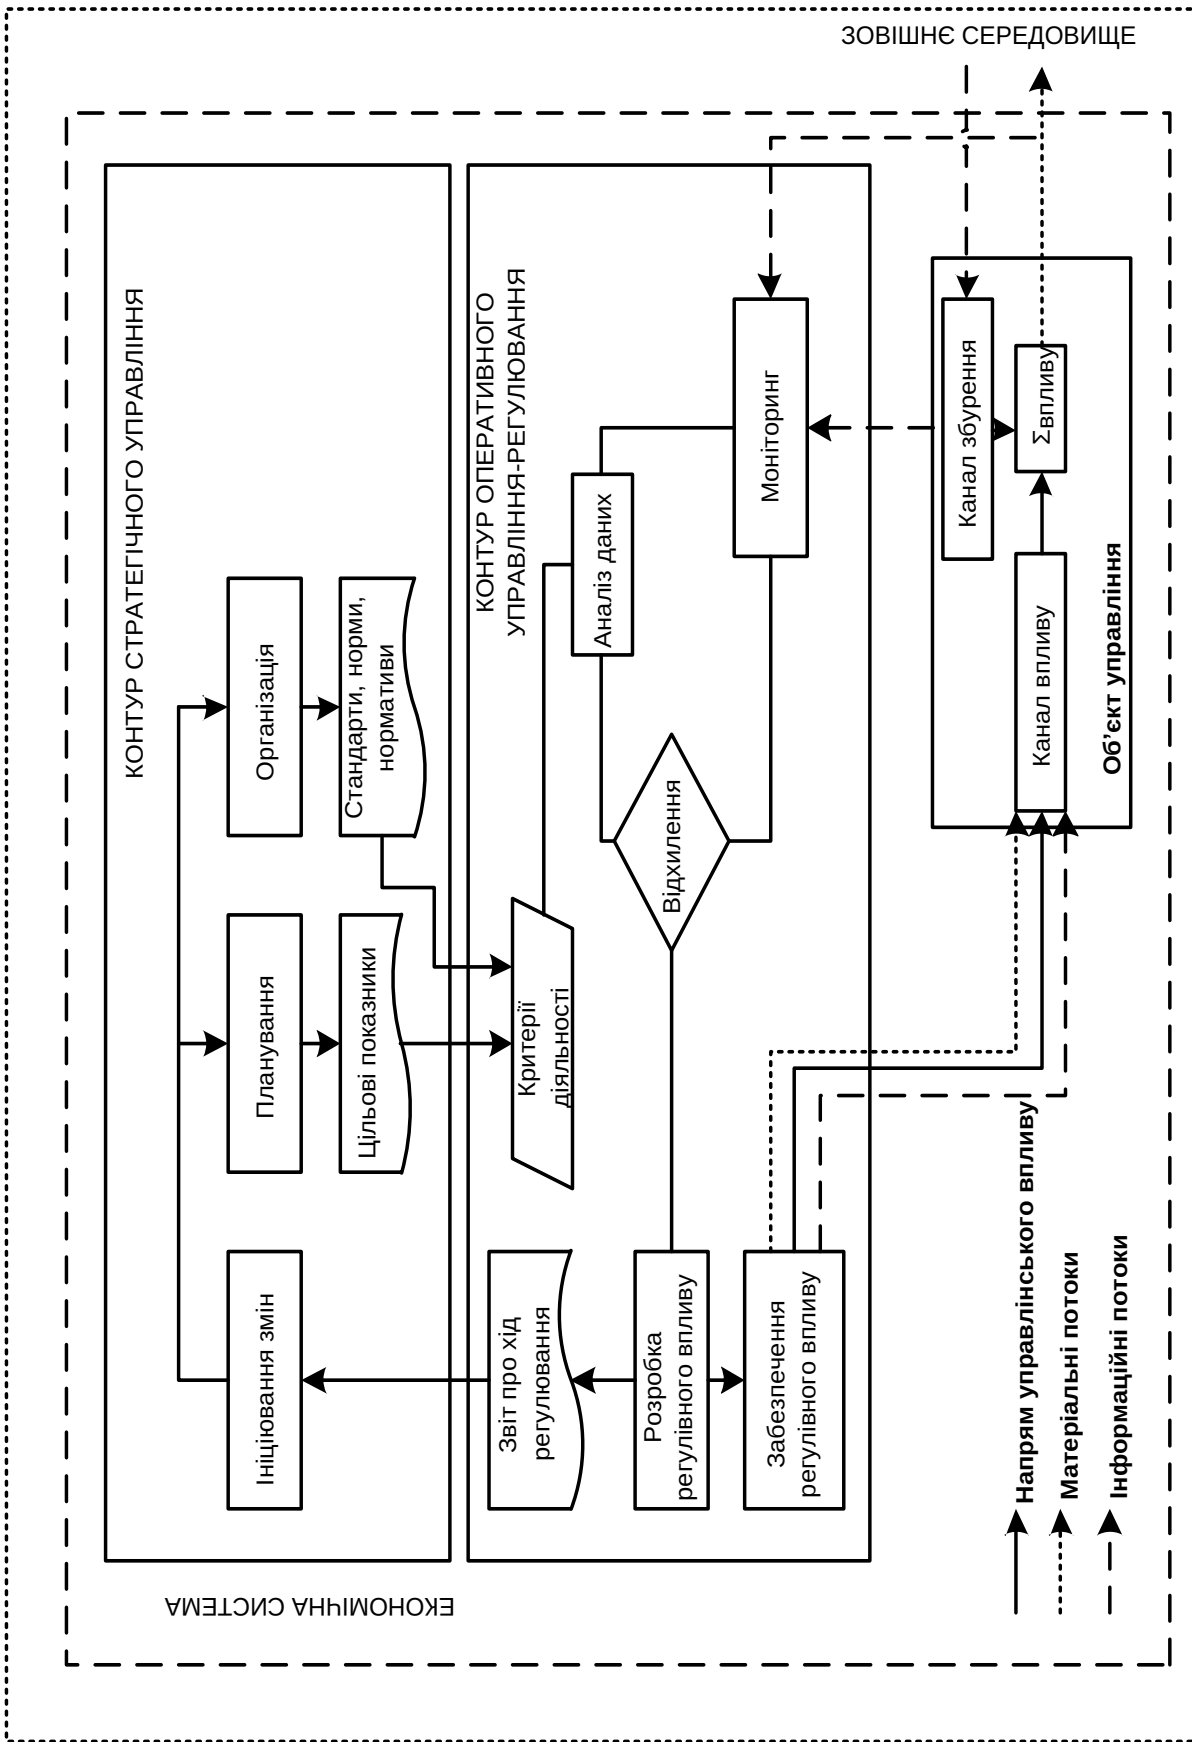 ЗОВІШНЄ СЕРЕДОВИЩЕ
ЕКОНОМІЧНА СИСТЕМА
КОНТУР СТРАТЕГІЧНОГО УПРАВЛІННЯ
Ініціювання змін
Планування
Організація
Цільові показники
Стандарти, норми,
нормативи
КОНТУР ОПЕРАТИВНОГО
УПРАВЛІННЯ-РЕГУЛЮВАННЯ
Звіт про хід
регулювання
Критерії
діяльності
Аналіз даних
Розробка
регулівного впливу
Відхилення
Моніторинг
Забезпечення
регулівного впливу
Канал збурення
Канал впливу
Σвпливу
Об’єкт управління
Напрям управлінського впливу
Матеріальні потоки
Інформаційні потоки